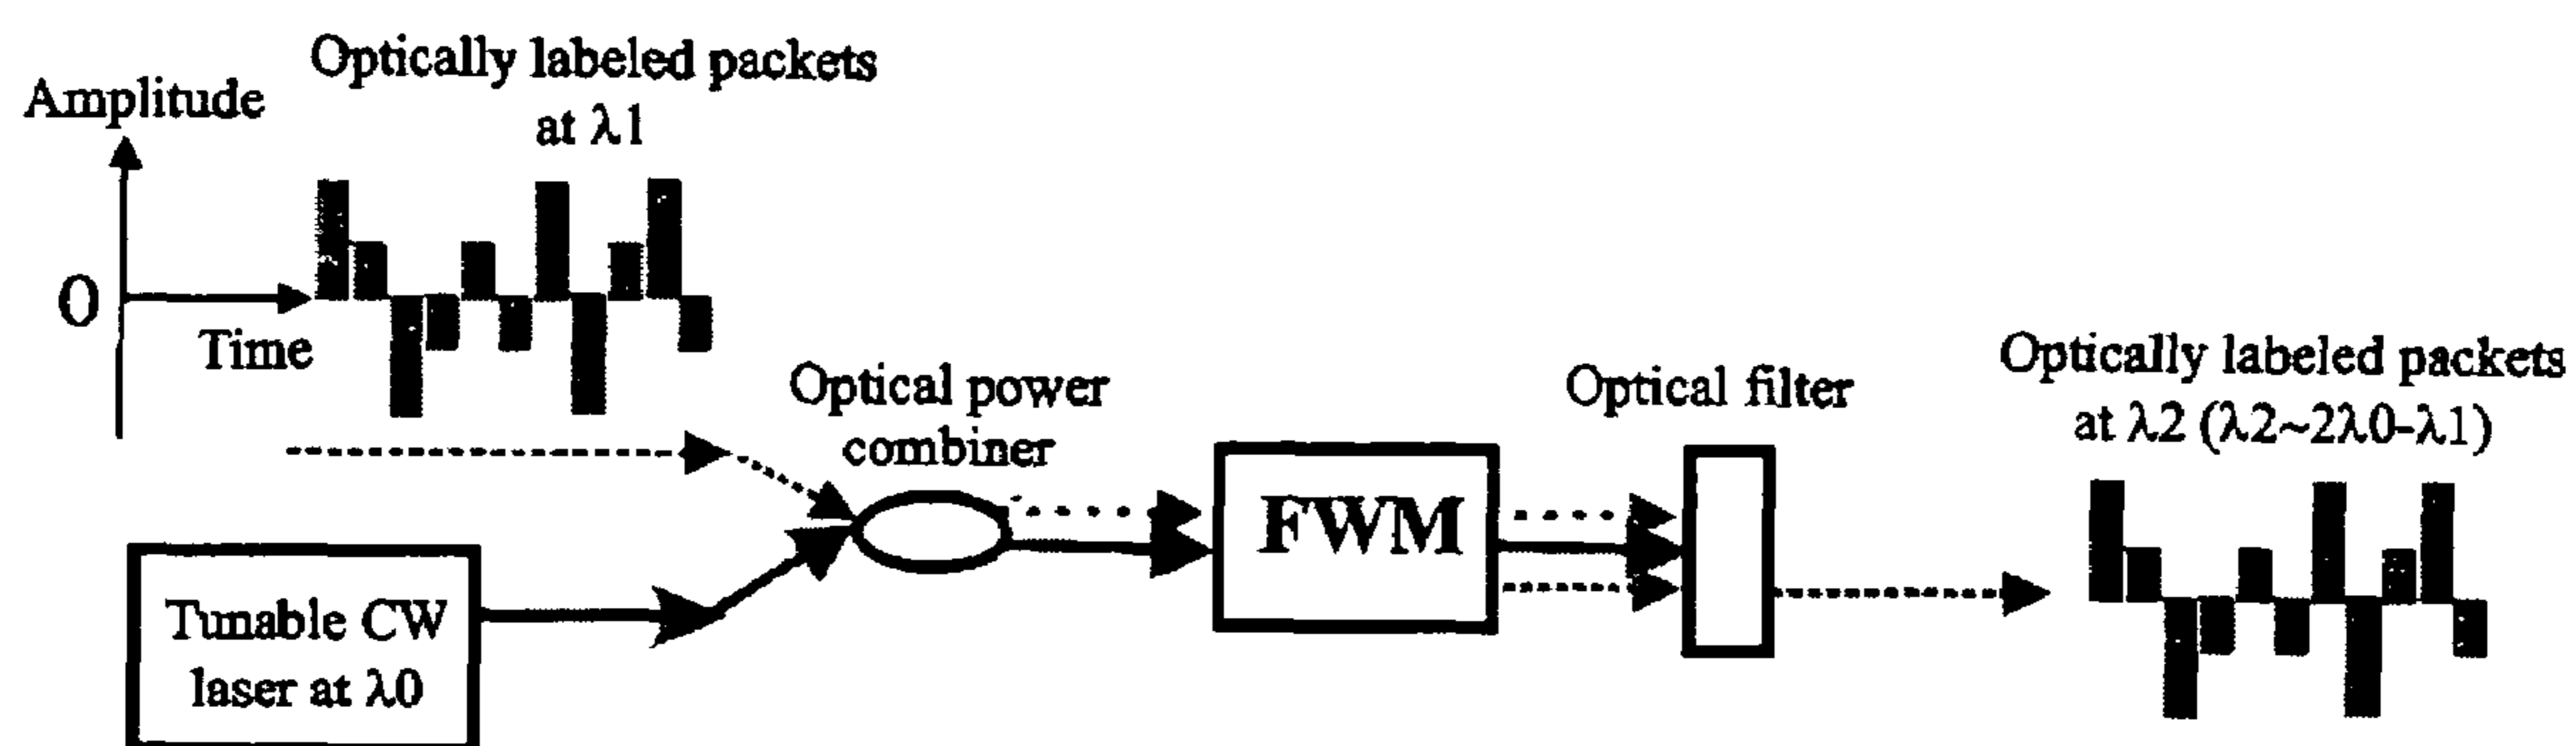 Optically labeled packets
at λ1
Amplitude
0
Time
Optical power
combiner
Optical filter
Optically labeled packets
at λ2 (λ2~2λ0-λ1)
FWM
Tunable CW
laser at λ0